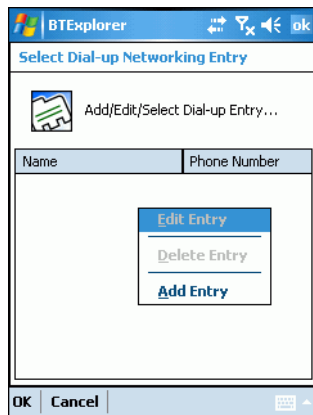 BTExplorer ok
Select Dial-up Networking Entry
Add/Edit/Select Dial-up Entry...
Name Phone Number
Edit Entry
Delete Entry
Add Entry
OK Cancel